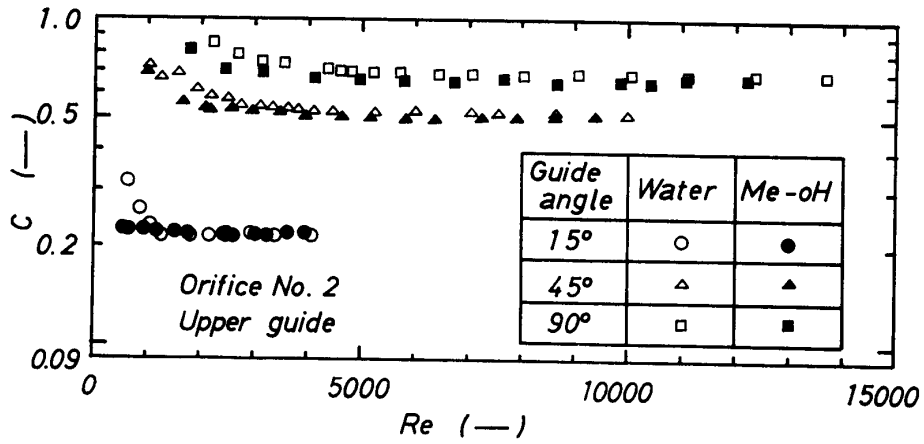 1.0
0.5
0.2
0.09
C (—)
Guide angle Water Me-oH
15° ○ ●
45° △ ▲
90° □ ■
Orifice No. 2
Upper guide
0 5000 10000 15000
Re (—)